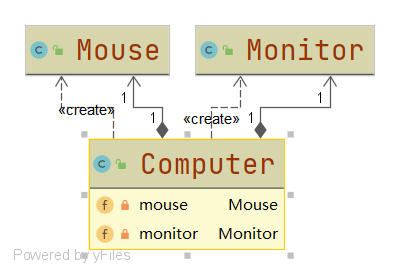 C Mouse
C Monitor
1
1
«create»
1
«create»
1
C Computer
f mouse Mouse
f monitor Monitor
Powered by yFiles